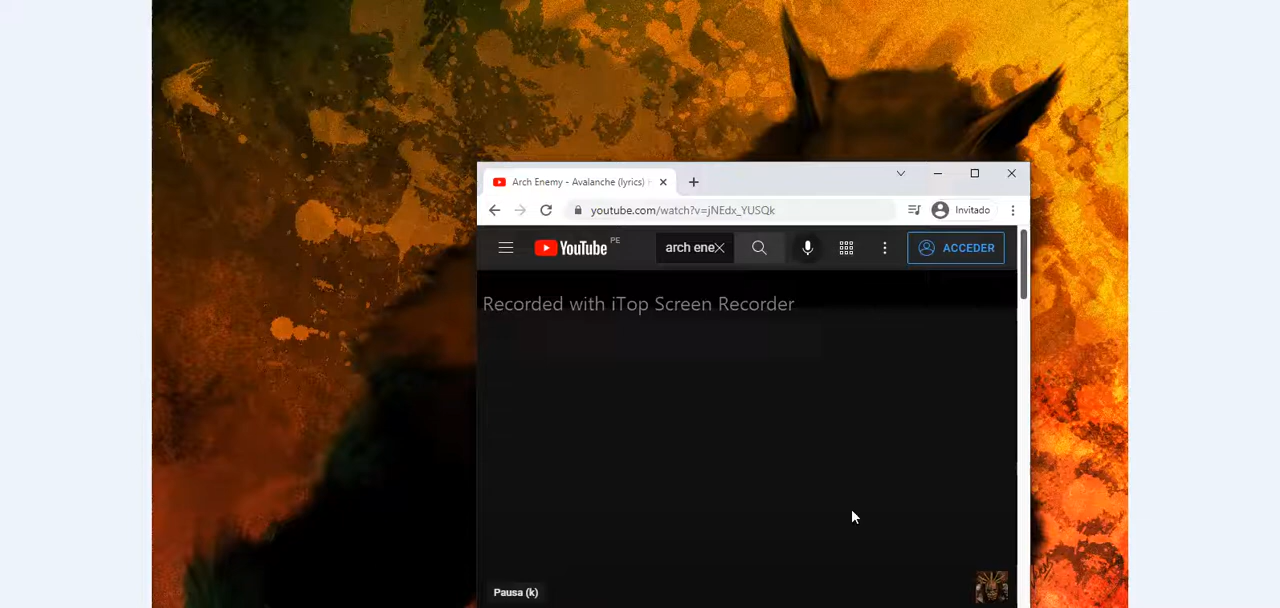 Arch Enemy - Avalanche (lyrics)
youtube.com/watch?v=jNEdx_YUSQk
Invitado
YouTube PE
arch ene
ACCEDER
Recorded with iTop Screen Recorder
Pausa (k)